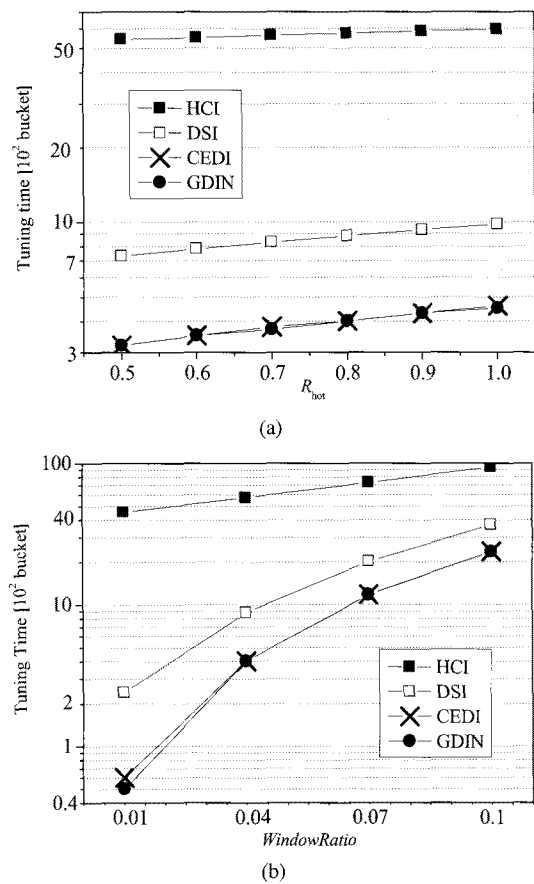 50
20
10
7
3
Tuning time [10² bucket]
HCI
DSI
CEDI
GDIN
0.5 0.6 0.7 0.8 0.9 1.0
R_hot
(a)
100
40
10
4
2
1
0.4
Tuning Time [10² bucket]
HCI
DSI
CEDI
GDIN
0.01 0.04 0.07 0.1
WindowRatio
(b)